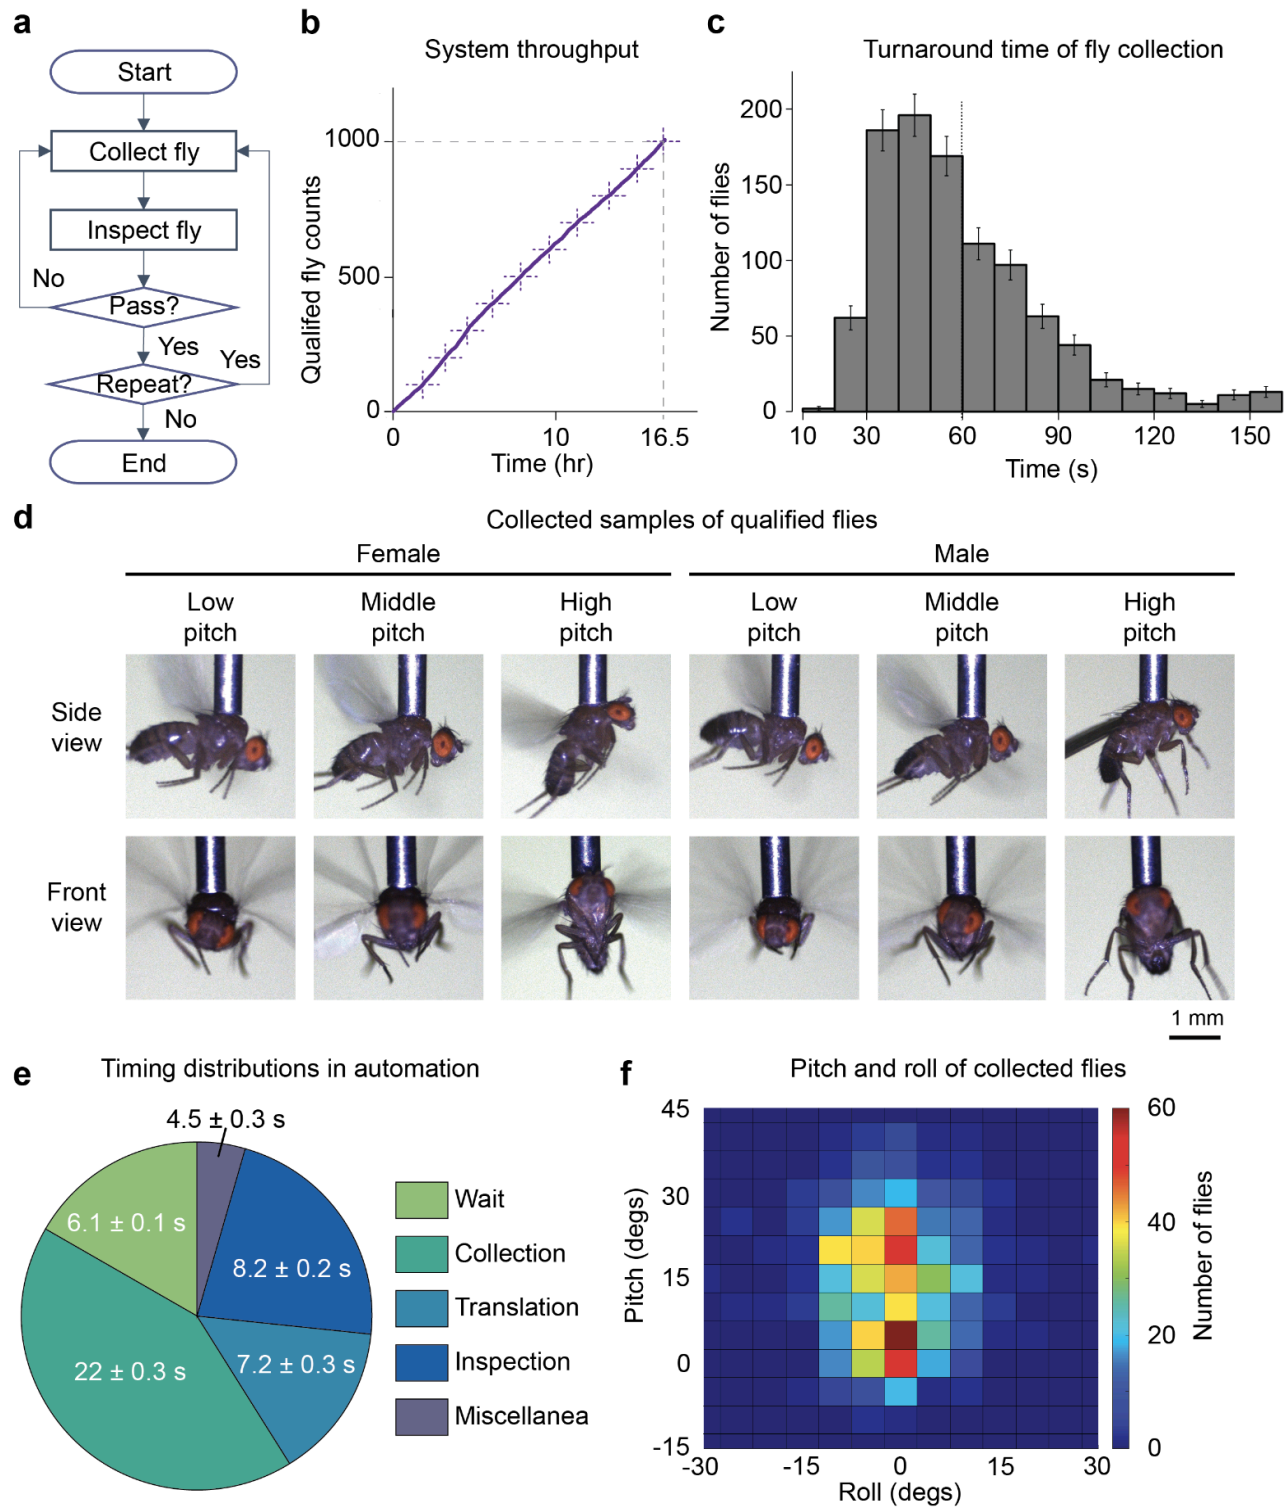 a
Start
Collect fly
Inspect fly
No
Pass?
Yes
Yes
Repeat?
No
End
b
System throughput
Qualifed fly counts
1000
500
0
0
10
16.5
Time (hr)
c
Turnaround time of fly collection
Number of flies
200
150
100
50
0
10
30
60
90
120
150
Time (s)
d
Collected samples of qualified flies
Female
Male
Low
pitch
Middle
pitch
High
pitch
Low
pitch
Middle
pitch
High
pitch
Side
view
Front
view
1 mm
e
Timing distributions in automation
4.5 ± 0.3 s
6.1 ± 0.1 s
8.2 ± 0.2 s
7.2 ± 0.3 s
22 ± 0.3 s
Wait
Collection
Translation
Inspection
Miscellanea
f
Pitch and roll of collected flies
Pitch (degs)
45
30
15
0
-15
-30
-15
0
15
30
Roll (degs)
60
40
20
0
Number of flies